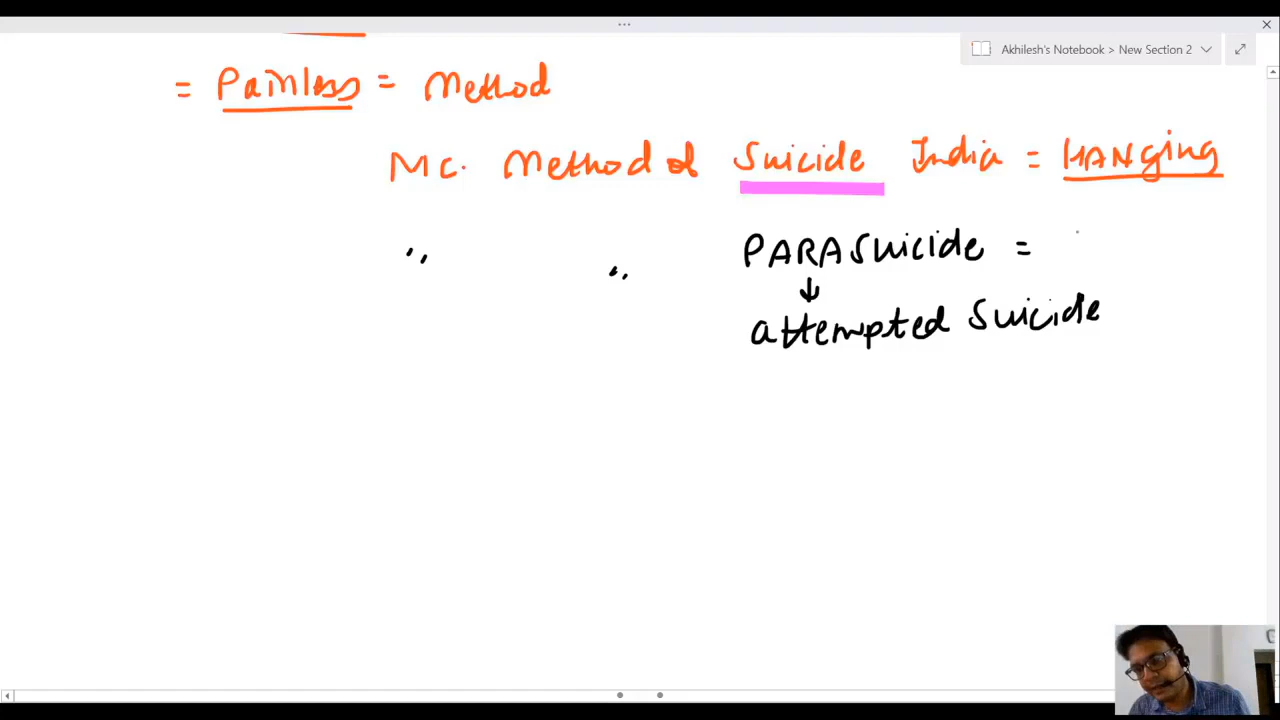 Akhilesh's Notebook > New Section 2
= Painless = Method
MC. Method of Suicide India = HANging
,, ,, PARASuicide =
↓
attempted Suicide